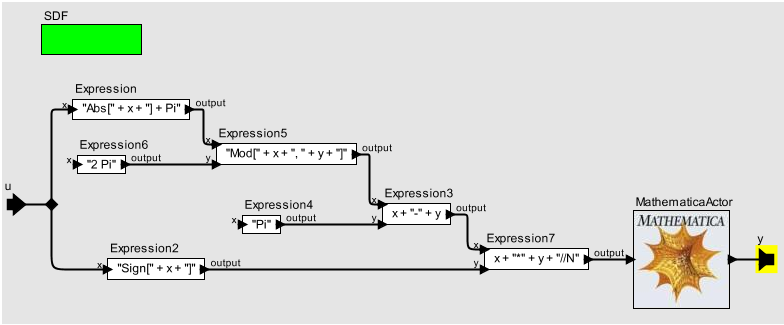 SDF
Expression
x "Abs[" + x + "] + Pi" output
Expression6
x "2 Pi" output
Expression5
x y "Mod[" + x + ", " + y + "]" output
u
Expression4
x "Pi" output
Expression3
x y x + "-" + y output
MathematicaActor
MATHEMATICA
Expression2
x "Sign[" + x + "]" output
Expression7
x y x + "*" + y + "//N" output
y